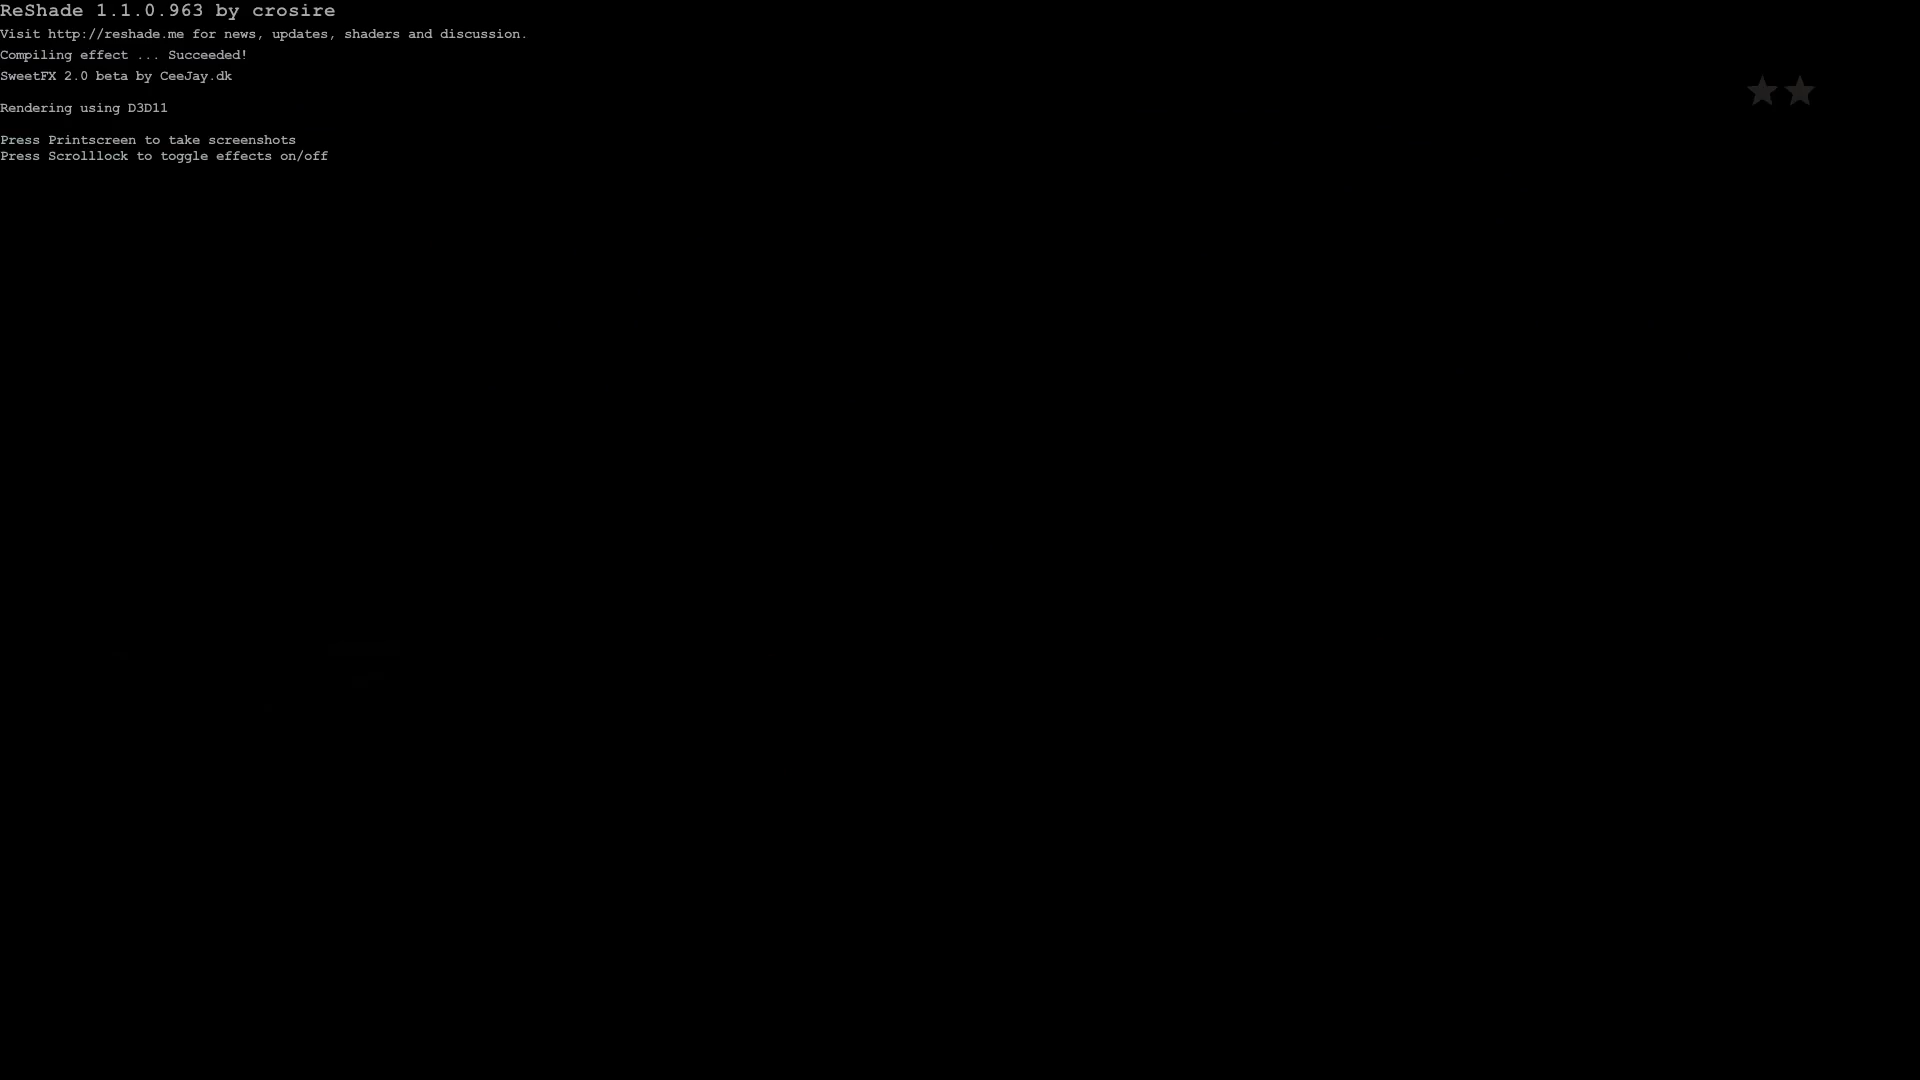 ReShade 1.1.0.963 by crosire
Visit http://reshade.me for news, updates, shaders and discussion.
Compiling effect ... Succeeded!
SweetFX 2.0 beta by CeeJay.dk
Rendering using D3D11
Press Printscreen to take screenshots
Press Scrolllock to toggle effects on/off